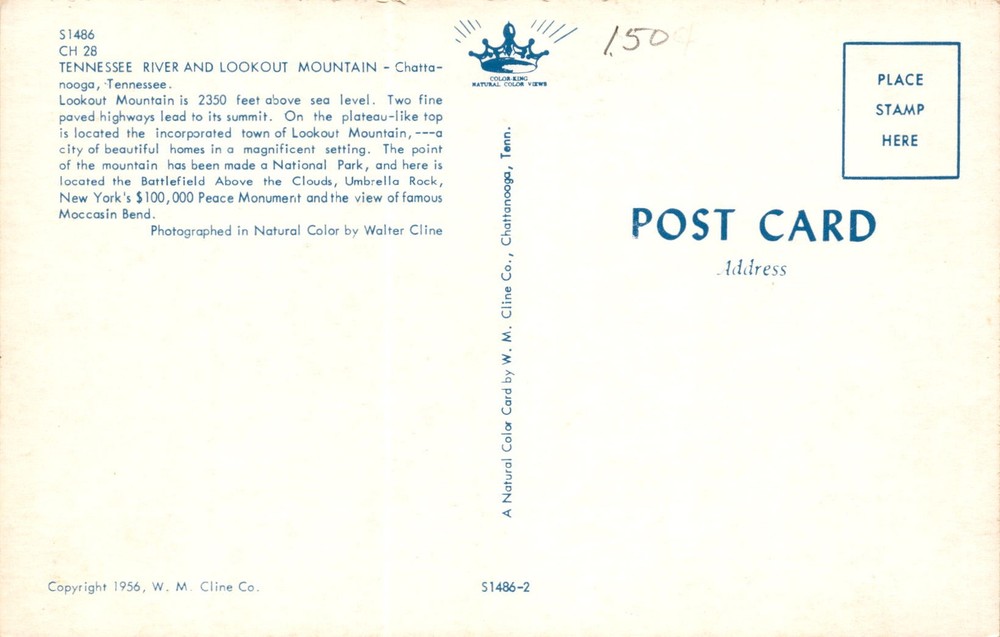 S1486
CH 28
TENNESSEE RIVER AND LOOKOUT MOUNTAIN - Chatta-
nooga, Tennessee.
Lookout Mountain is 2350 feet above sea level. Two fine
paved highways lead to its summit. On the plateau-like top
is located the incorporated town of Lookout Mountain,---a
city of beautiful homes in a magnificent setting. The point
of the mountain has been made a National Park, and here is
located the Battlefield Above the Clouds, Umbrella Rock,
New York's $100,000 Peace Monument and the view of famous
Moccasin Bend.
Photographed in Natural Color by Walter Cline
Copyright 1956, W. M. Cline Co.
COLOR-KING
NATURAL COLOR VIEWS
A Natural Color Card by W. M. Cline Co., Chattanooga, Tenn.
S1486-2
1.50
PLACE
STAMP
HERE
POST CARD
Address